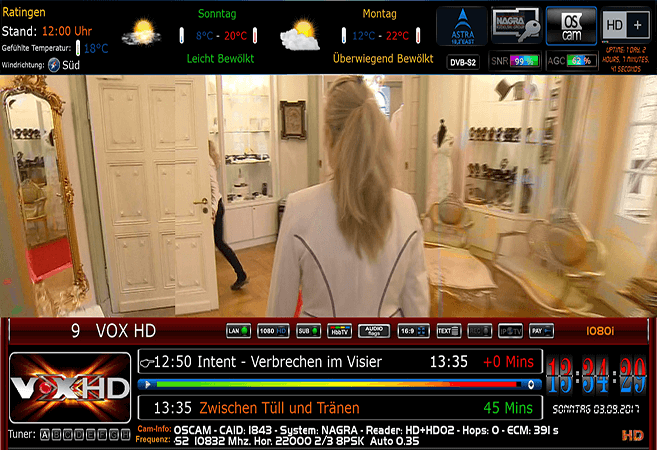 Ratingen
Stand: 12:00 Uhr
Gefühlte Temperatur: 18°C
Windrichtung: Süd
Sonntag
8°C - 20°C
Leicht Bewölkt
Montag
12°C - 22°C
Überwiegend Bewölkt
ASTRA
19.2°EAST
NAGRA
OS
cam
HD +
DVB-S2
SNR 99 %
AGC 62 %
UPTIME: 1 DAY, 2
HOURS, 7 MINUTES,
41 SECONDS
9 VOX HD
LAN
1080 HD
SUB
HbbTV
AUDIO
flags
16:9
TEXT
IP TV
PAY
1080i
VOXHD
12:50 Intent - Verbrechen im Visier 13:35 +0 Mins
13:35 Zwischen Tüll und Tränen 45 Mins
13:34:29
SONNTAG 03.09.2017
Tuner: A B C D E F G H
Cam-Info: OSCAM - CAID: 1843 - System: NAGRA - Reader: HD+HD02 - Hops: 0 - ECM: 391 s
Frequenz: .S2 10832 Mhz. Hor. 22000 2/3 8PSK Auto 0.35
HD